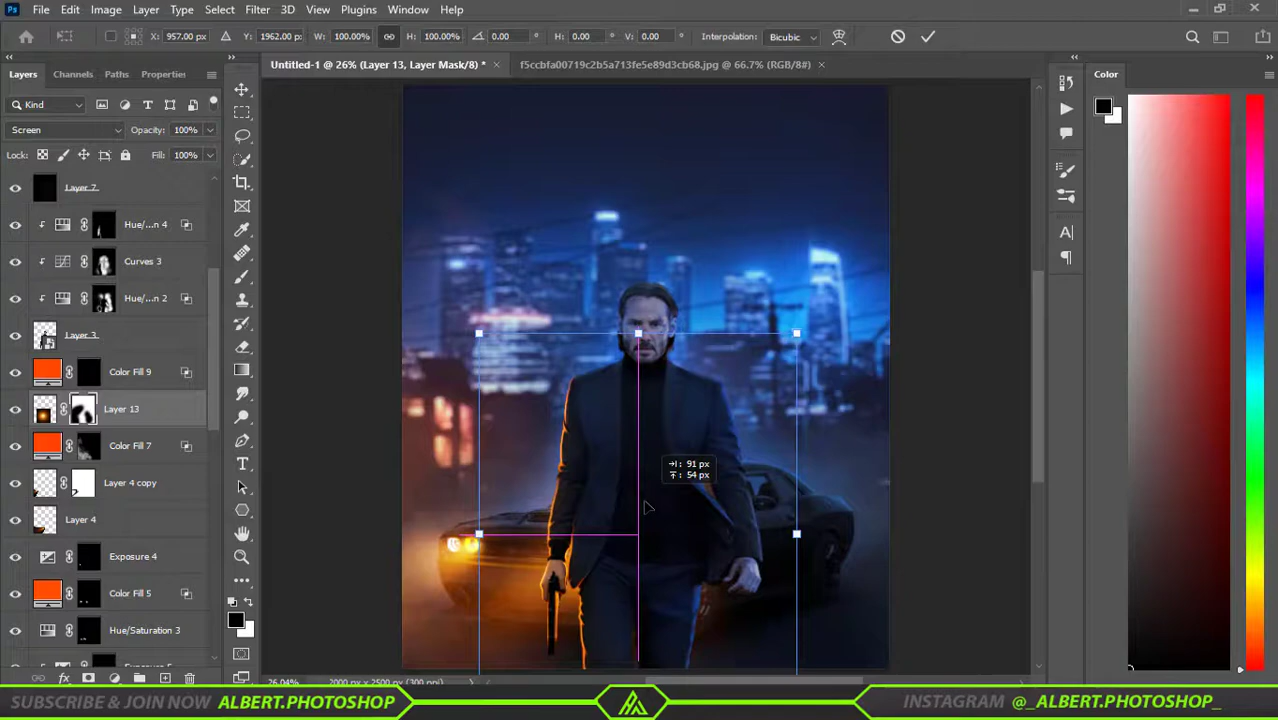 Ps File Edit Image Layer Type Select Filter 3D View Plugins Window Help
X: 957.00 px Y: 1962.00 px W: 100.00% H: 100.00% 0.00 ° H: 0.00 ° V: 0.00 ° Interpolation: Bicubic
Layers Channels Paths Properties
Untitled-1 @ 26% (Layer 13, Layer Mask/8) *
f5ccbfa00719c2b5a713fe5e89d3cb68.jpg @ 66.7% (RGB/8#)
Color
Kind
Screen Opacity: 100%
Lock: Fill: 100%
Layer 7
Hue/...n 4
Curves 3
Hue/...n 2
Layer 3
Color Fill 9
Layer 13
Color Fill 7
Layer 4 copy
Layer 4
Exposure 4
Color Fill 5
Hue/Saturation 3
: 91 px
: 54 px
26.04% 2000 px x 2500 px (300 ppi)
SUBSCRIBE & JOIN NOW ALBERT.PHOTOSHOP
INSTAGRAM @_ALBERT.PHOTOSHOP_